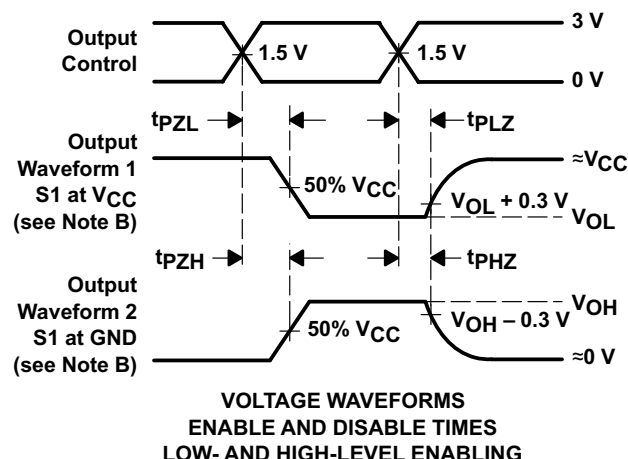 Output
Control
1.5 V
1.5 V
3 V
0 V
tPZL
tPLZ
Output
Waveform 1
S1 at VCC
(see Note B)
50% VCC
≈VCC
VOL + 0.3 V
VOL
tPZH
tPHZ
Output
Waveform 2
S1 at GND
(see Note B)
50% VCC
VOH
VOH – 0.3 V
≈0 V
VOLTAGE WAVEFORMS
ENABLE AND DISABLE TIMES
LOW- AND HIGH-LEVEL ENABLING